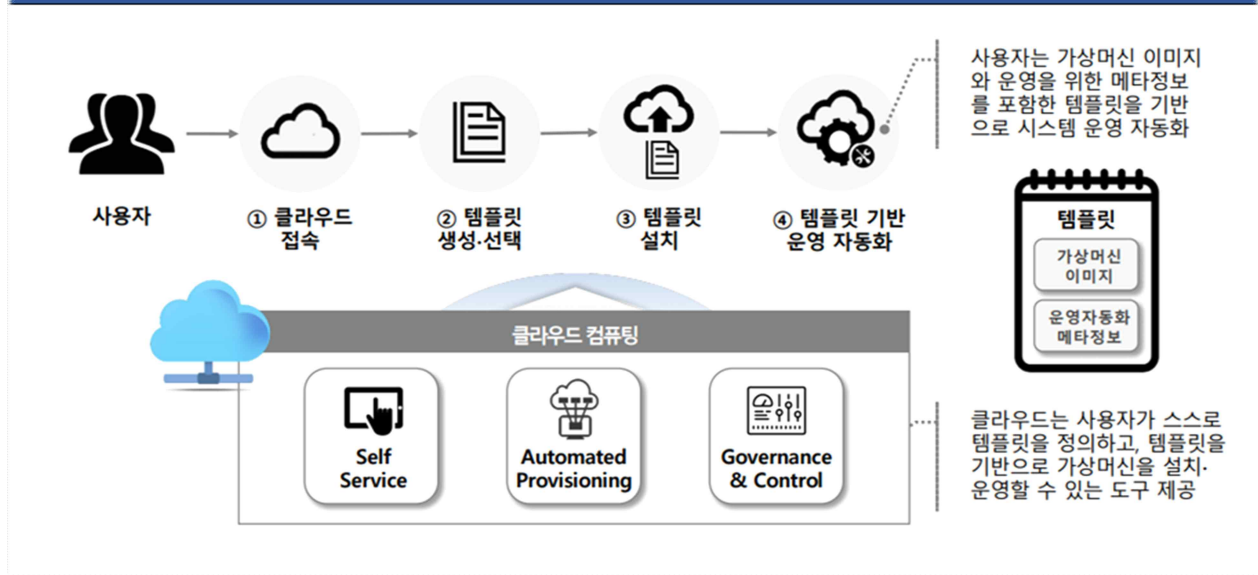 사용자는 가상머신 이미지
와 운영을 위한 메타정보
를 포함한 템플릿을 기반
으로 시스템 운영 자동화
사용자
① 클라우드
접속
② 템플릿
생성·선택
③ 템플릿
설치
④ 템플릿 기반
운영 자동화
템플릿
가상머신
이미지
운영자동화
메타정보
클라우드 컴퓨팅
Self
Service
Automated
Provisioning
Governance
& Control
클라우드는 사용자가 스스로
템플릿을 정의하고, 템플릿을
기반으로 가상머신을 설치·
운영할 수 있는 도구 제공